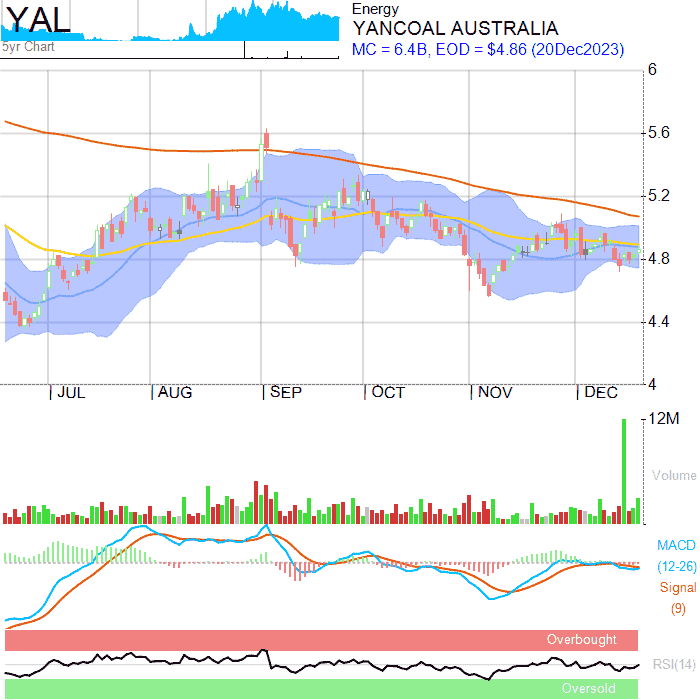 YAL
5yr Chart
Energy
YANCOAL AUSTRALIA
MC = 6.4B, EOD = $4.86 (20Dec2023)
6
5.6
5.2
4.8
4.4
4
JUL AUG SEP OCT NOV DEC
12M
Volume
MACD
(12-26)
Signal
(9)
Overbought
RSI(14)
Oversold